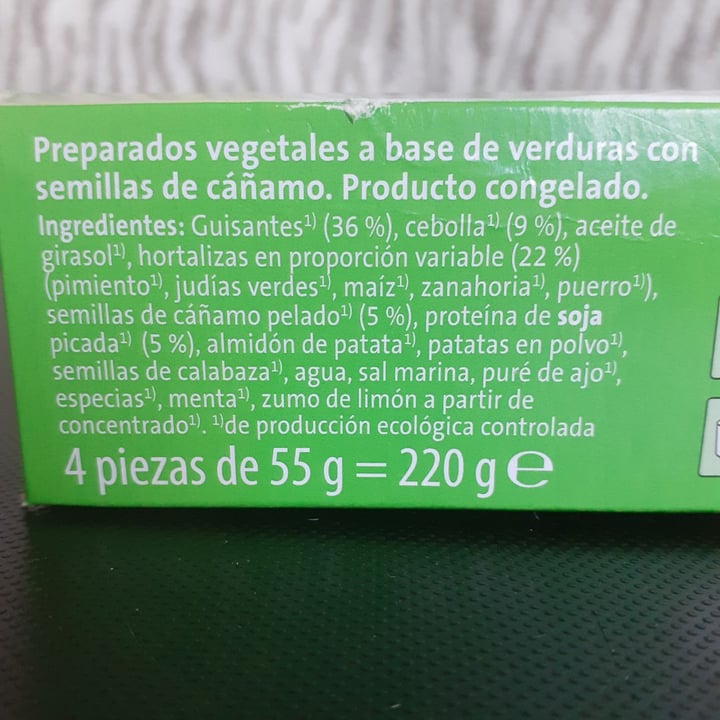 Preparados vegetales a base de verduras con
semillas de cáñamo. Producto congelado.
Ingredientes: Guisantes¹⁾ (36 %), cebolla¹⁾ (9 %), aceite de
girasol¹⁾, hortalizas en proporción variable (22 %)
(pimiento¹⁾, judías verdes¹⁾, maíz¹⁾, zanahoria¹⁾, puerro¹⁾),
semillas de cáñamo pelado¹⁾ (5 %), proteína de soja
picada¹⁾ (5 %), almidón de patata¹⁾, patatas en polvo¹⁾,
semillas de calabaza¹⁾, agua, sal marina, puré de ajo¹⁾,
especias¹⁾, menta¹⁾, zumo de limón a partir de
concentrado¹⁾. ¹⁾de producción ecológica controlada
4 piezas de 55 g = 220 g ℮